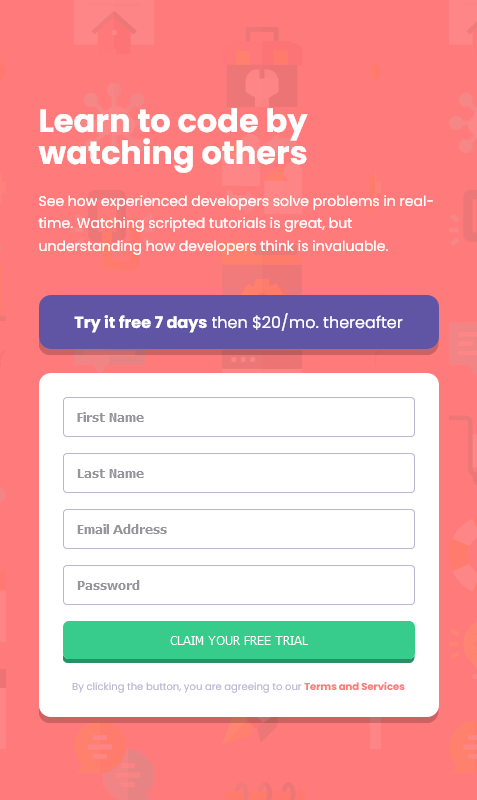 Learn to code by
watching others
See how experienced developers solve problems in real-
time. Watching scripted tutorials is great, but
understanding how developers think is invaluable.
Try it free 7 days then $20/mo. thereafter
First Name
Last Name
Email Address
Password
CLAIM YOUR FREE TRIAL
By clicking the button, you are agreeing to our Terms and Services